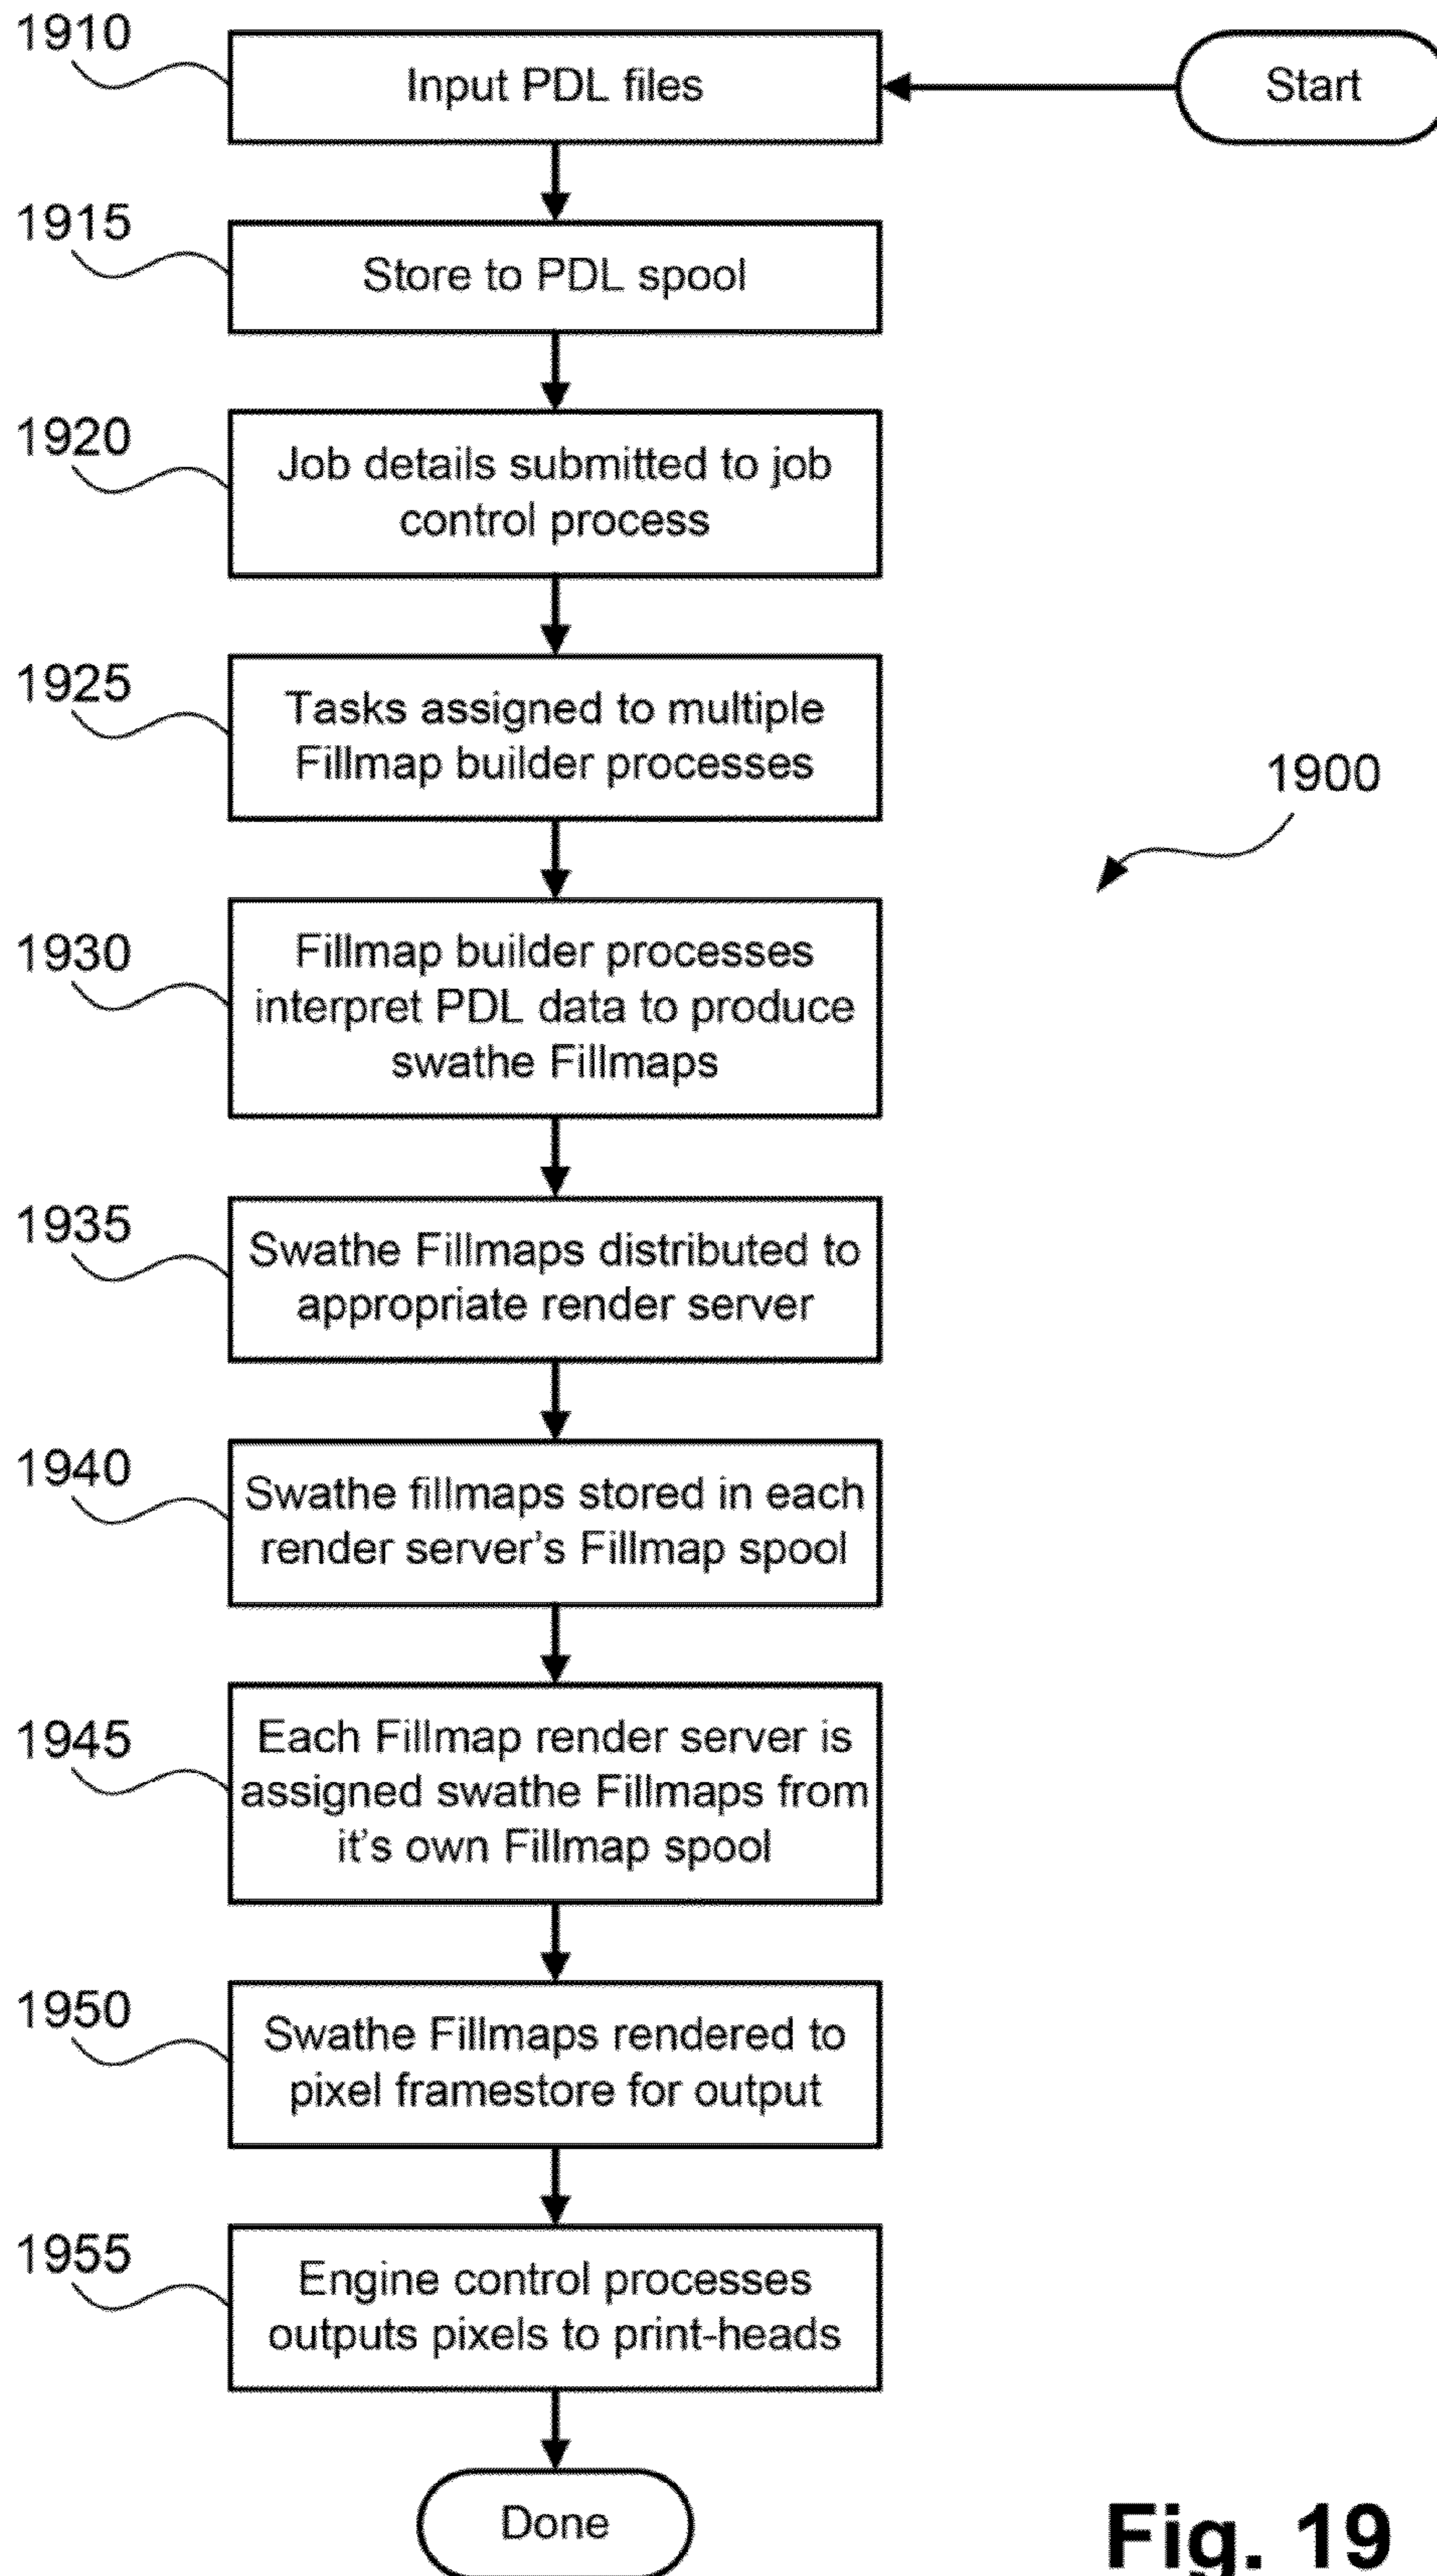 1910
Input PDL files
Start
1915
Store to PDL spool
1920
Job details submitted to job
control process
1925
Tasks assigned to multiple
Fillmap builder processes
1900
1930
Fillmap builder processes
interpret PDL data to produce
swathe Fillmaps
1935
Swathe Fillmaps distributed to
appropriate render server
1940
Swathe fillmaps stored in each
render server's Fillmap spool
1945
Each Fillmap render server is
assigned swathe Fillmaps from
it's own Fillmap spool
1950
Swathe Fillmaps rendered to
pixel framestore for output
1955
Engine control processes
outputs pixels to print-heads
Done
Fig. 19